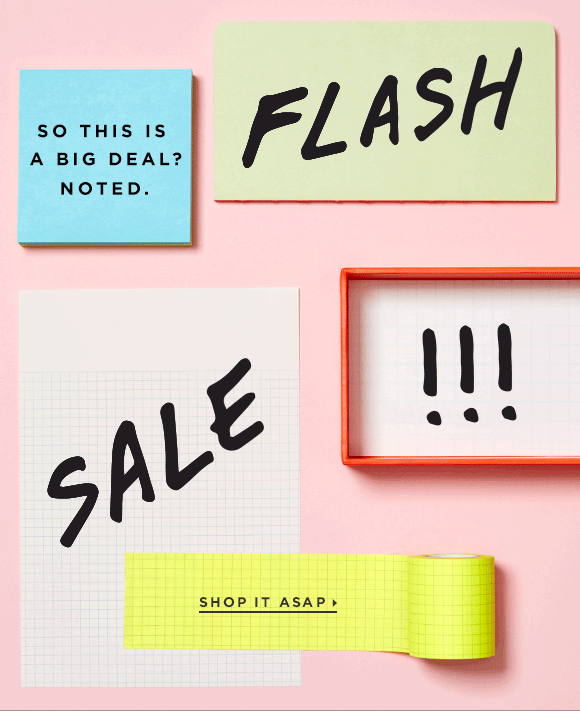 SO THIS IS
A BIG DEAL?
NOTED.
FLASH
SALE
!!!
SHOP IT ASAP